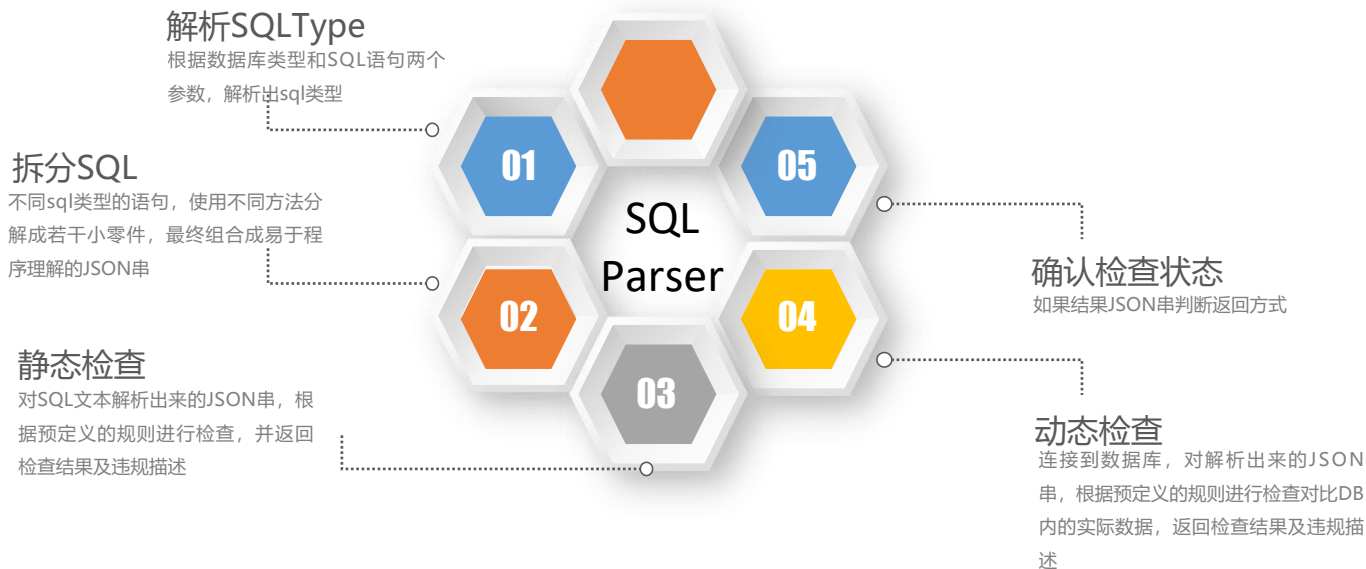 解析SQLType
根据数据库类型和SQL语句两个
参数，解析出sql类型
拆分SQL
不同sql类型的语句，使用不同方法分
解成若干小零件，最终组合成易于程
序理解的JSON串
静态检查
对SQL文本解析出来的JSON串，根
据预定义的规则进行检查，并返回
检查结果及违规描述
01
02
03
04
05
SQL
Parser
确认检查状态
如果结果JSON串判断返回方式
动态检查
连接到数据库，对解析出来的JSON
串，根据预定义的规则进行检查对比DB
内的实际数据，返回检查结果及违规描
述